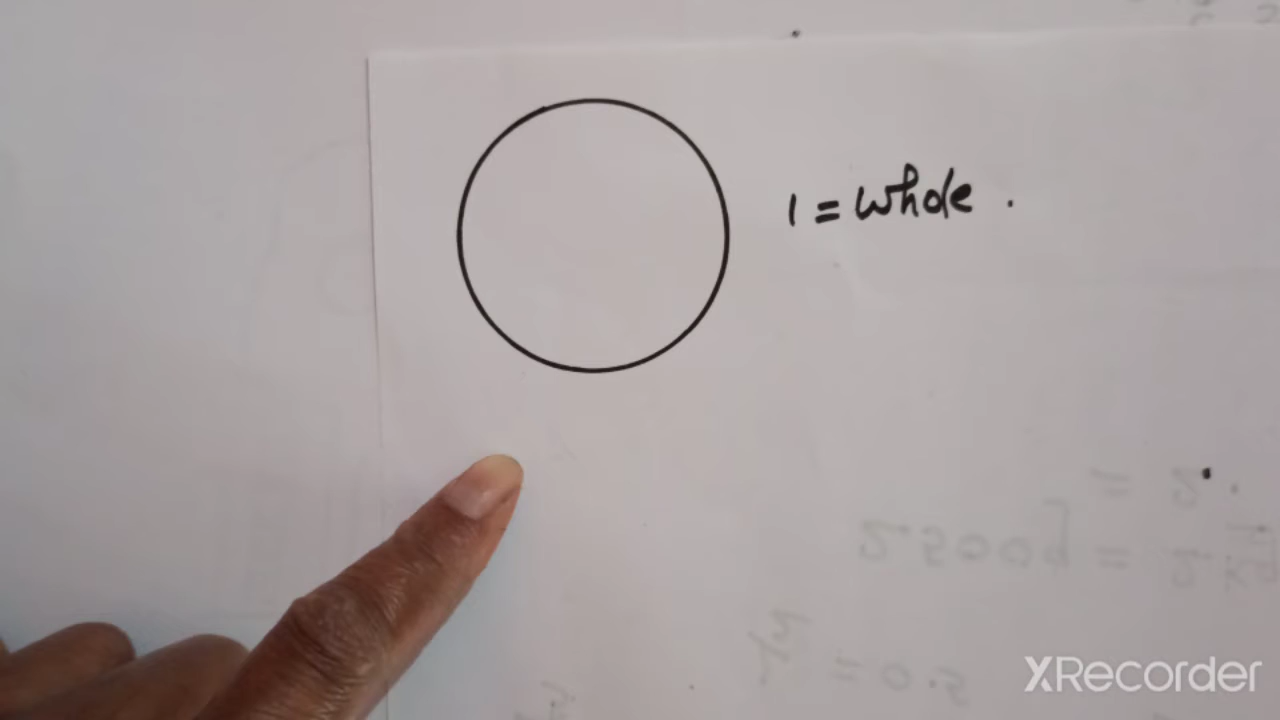 1 = whole .
XRecorder